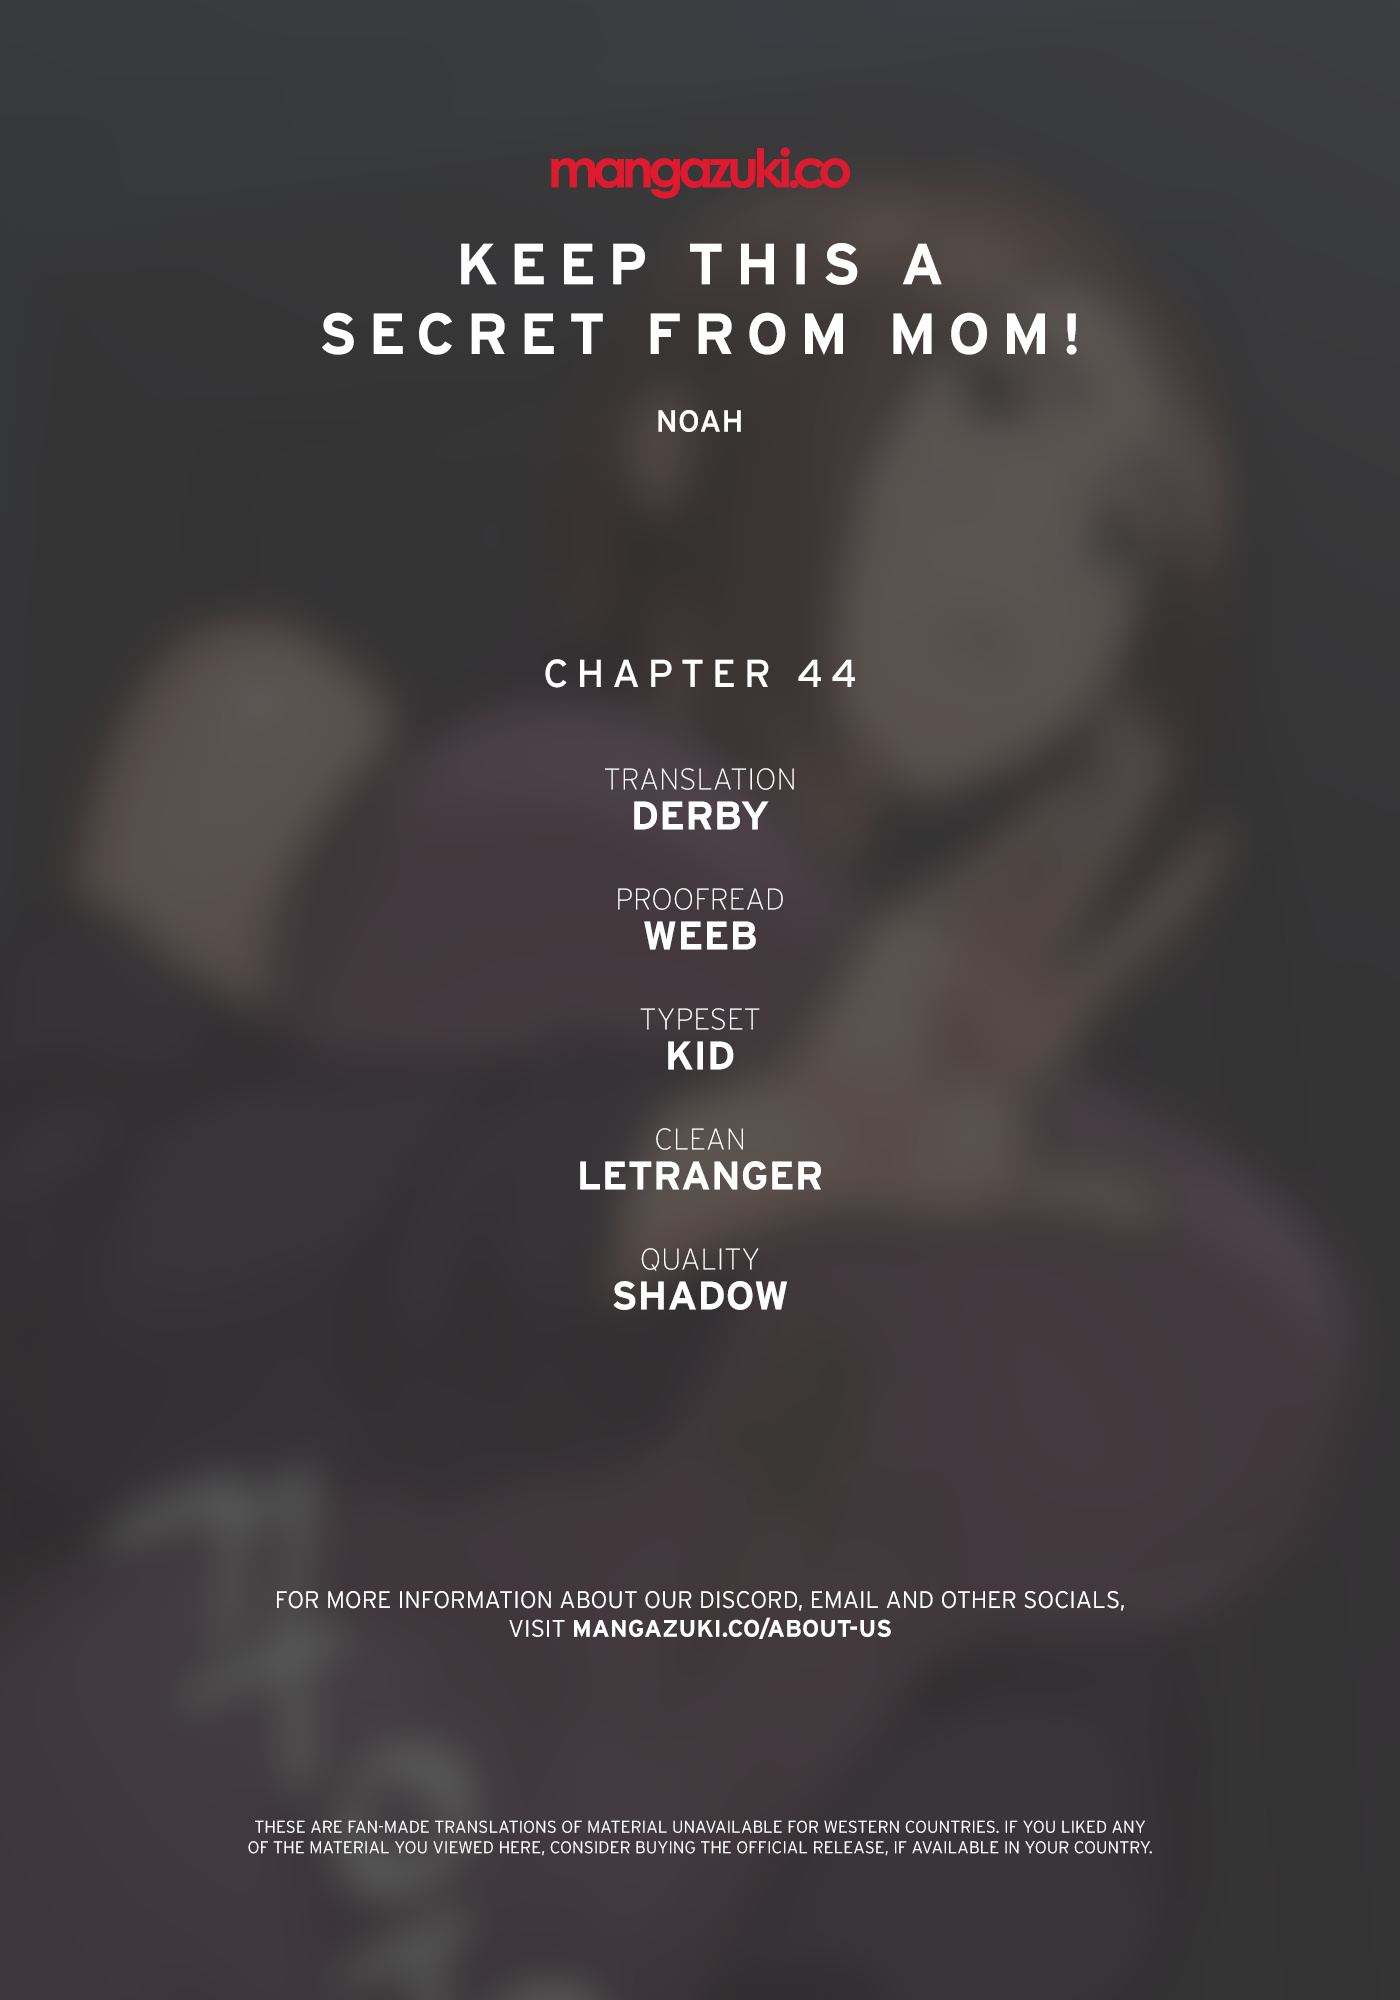 mangazuki.co
KEEP THIS A
SECRET FROM MOM!
NOAH
CHAPTER 44
TRANSLATION
DERBY
PROOFREAD
WEEB
TYPESET
KID
CLEAN
LETRANGER
QUALITY
SHADOW
FOR MORE INFORMATION ABOUT OUR DISCORD, EMAIL AND OTHER SOCIALS,
VISIT MANGAZUKI.CO/ABOUT-US
THESE ARE FAN-MADE TRANSLATIONS OF MATERIAL UNAVAILABLE FOR WESTERN COUNTRIES. IF YOU LIKED ANY
OF THE MATERIAL YOU VIEWED HERE, CONSIDER BUYING THE OFFICIAL RELEASE, IF AVAILABLE IN YOUR COUNTRY.